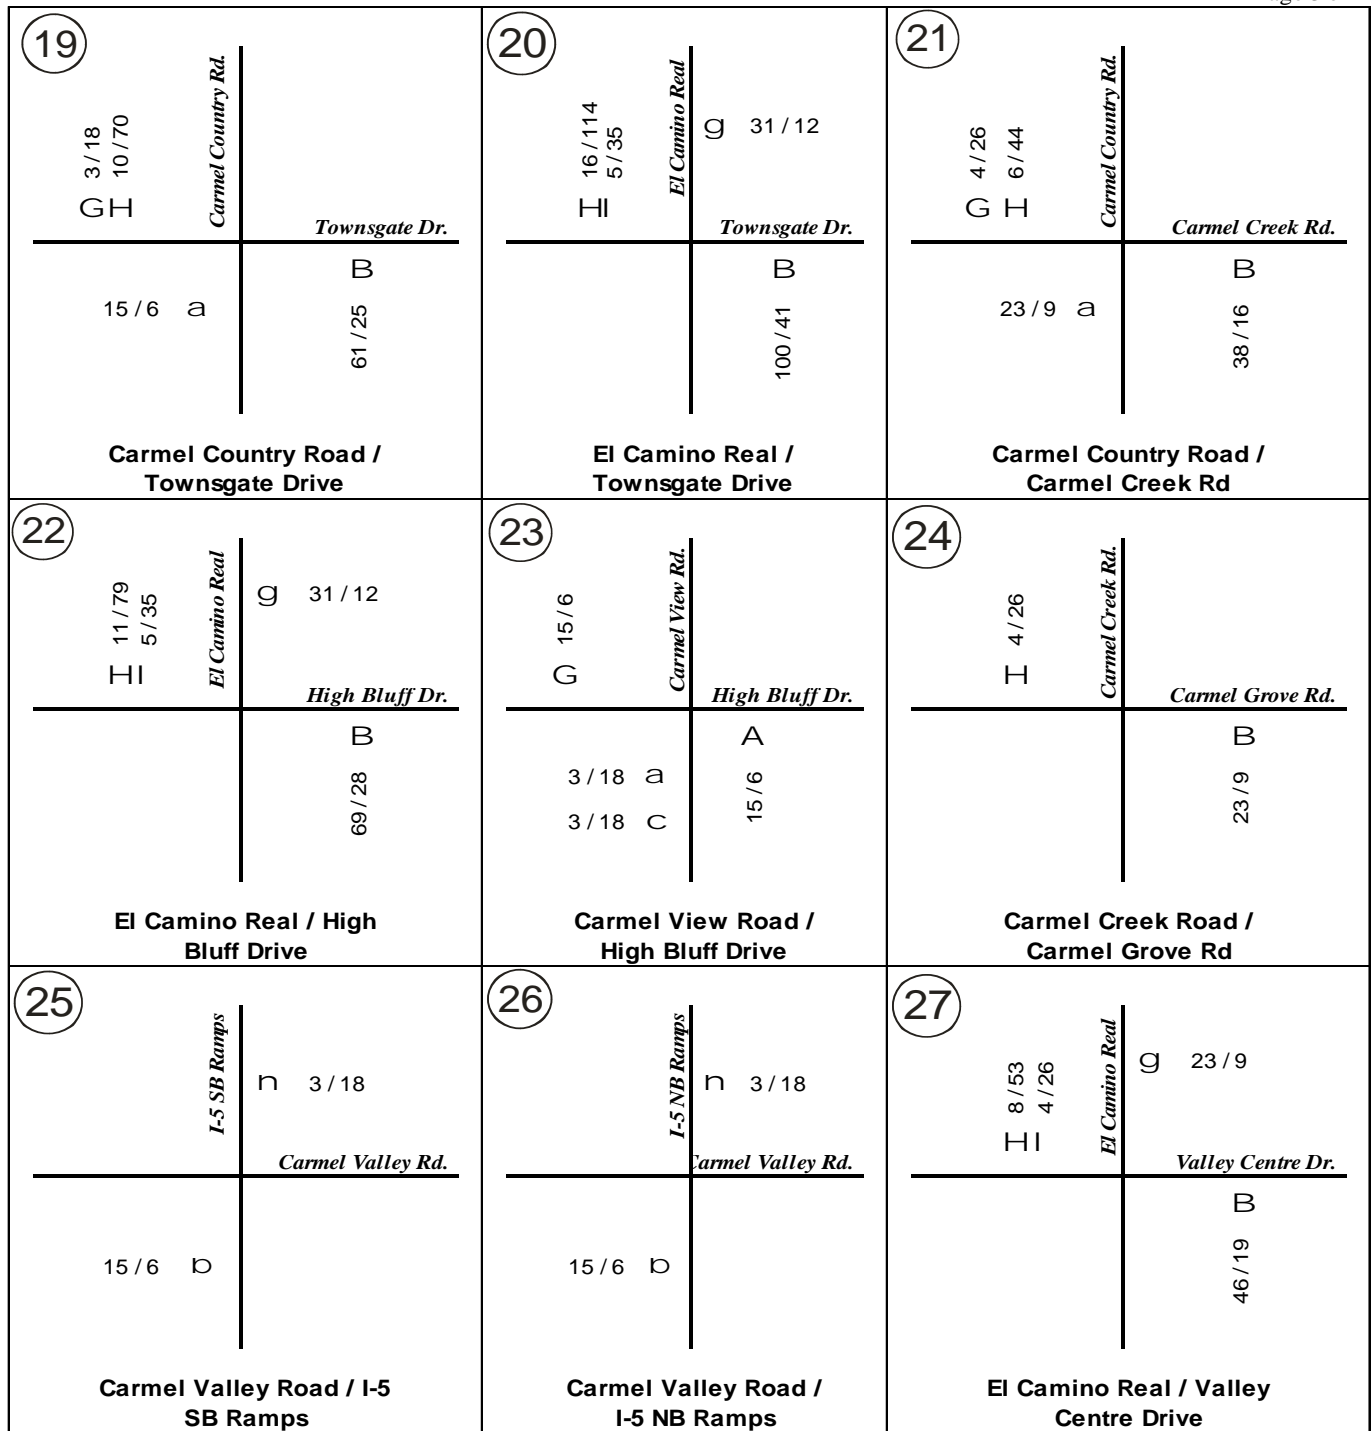 19
3 / 18
10 / 70
GH
Carmel Country Rd.
Townsgate Dr.
15 / 6 a
B
61 / 25
Carmel Country Road /
Townsgate Drive
20
16 / 114
5 / 35
HI
El Camino Real
g 31 / 12
Townsgate Dr.
B
100 / 41
El Camino Real /
Townsgate Drive
21
4 / 26
6 / 44
G H
Carmel Country Rd.
Carmel Creek Rd.
23 / 9 a
B
38 / 16
Carmel Country Road /
Carmel Creek Rd
22
11 / 79
5 / 35
HI
El Camino Real
g 31 / 12
High Bluff Dr.
B
69 / 28
El Camino Real / High
Bluff Drive
23
15 / 6
G
Carmel View Rd.
High Bluff Dr.
3 / 18 a
3 / 18 c
A
15 / 6
Carmel View Road /
High Bluff Drive
24
4 / 26
H
Carmel Creek Rd.
Carmel Grove Rd.
B
23 / 9
Carmel Creek Road /
Carmel Grove Rd
25
I-5 SB Ramps
n 3 / 18
Carmel Valley Rd.
15 / 6 b
Carmel Valley Road / I-5
SB Ramps
26
I-5 NB Ramps
n 3 / 18
Carmel Valley Rd.
15 / 6 b
Carmel Valley Road /
I-5 NB Ramps
27
8 / 53
4 / 26
HI
El Camino Real
g 23 / 9
Valley Centre Dr.
B
46 / 19
El Camino Real / Valley
Centre Drive